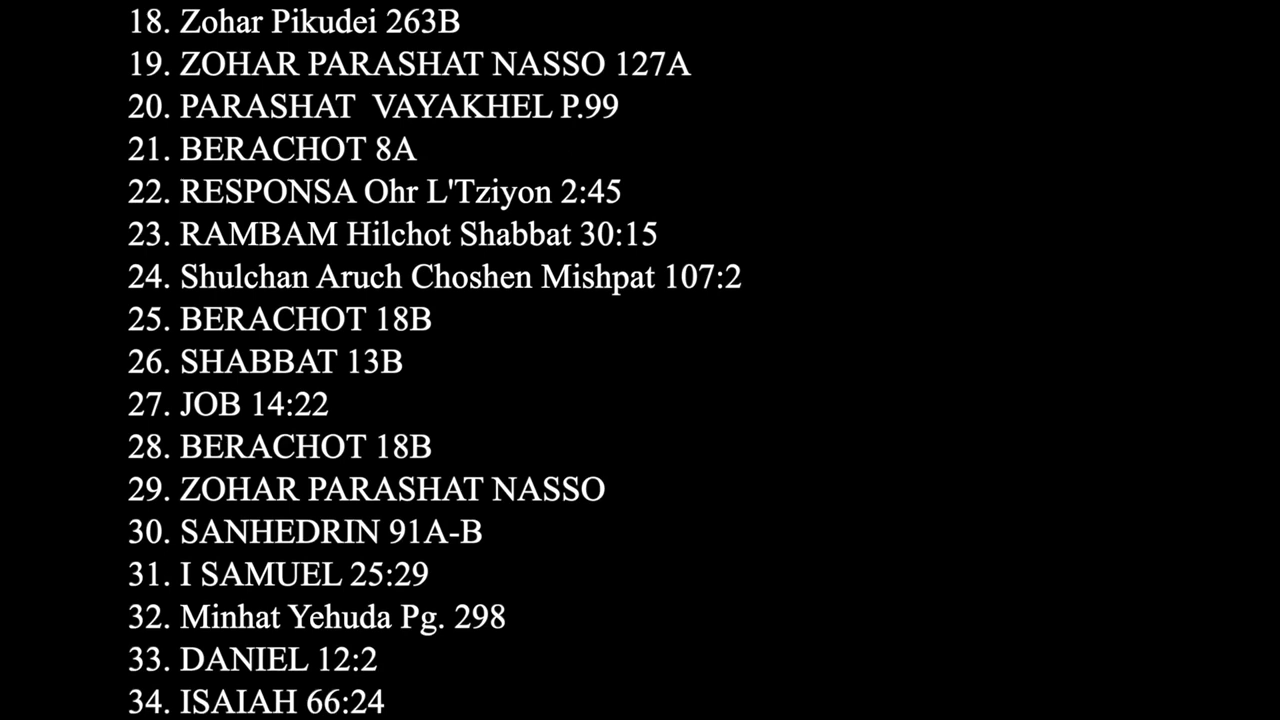 18. Zohar Pikudei 263B
19. ZOHAR PARASHAT NASSO 127A
20. PARASHAT  VAYAKHEL P.99
21. BERACHOT 8A
22. RESPONSA Ohr L'Tziyon 2:45
23. RAMBAM Hilchot Shabbat 30:15
24. Shulchan Aruch Choshen Mishpat 107:2
25. BERACHOT 18B
26. SHABBAT 13B
27. JOB 14:22
28. BERACHOT 18B
29. ZOHAR PARASHAT NASSO
30. SANHEDRIN 91A-B
31. I SAMUEL 25:29
32. Minhat Yehuda Pg. 298
33. DANIEL 12:2
34. ISAIAH 66:24